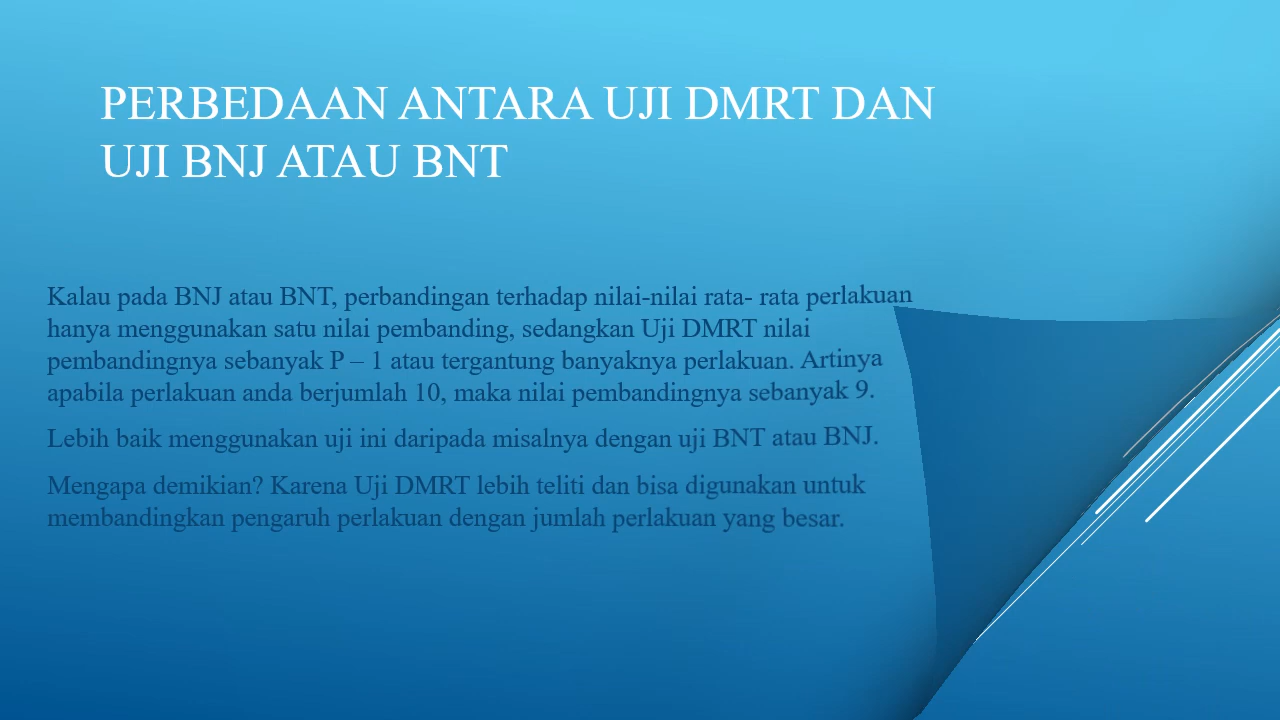 PERBEDAAN ANTARA UJI DMRT DAN
UJI BNJ ATAU BNT
Kalau pada BNJ atau BNT, perbandingan terhadap nilai-nilai rata- rata perlakuan
hanya menggunakan satu nilai pembanding, sedangkan Uji DMRT nilai
pembandingnya sebanyak P – 1 atau tergantung banyaknya perlakuan. Artinya
apabila perlakuan anda berjumlah 10, maka nilai pembandingnya sebanyak 9.
Lebih baik menggunakan uji ini daripada misalnya dengan uji BNT atau BNJ.
Mengapa demikian? Karena Uji DMRT lebih teliti dan bisa digunakan untuk
membandingkan pengaruh perlakuan dengan jumlah perlakuan yang besar.